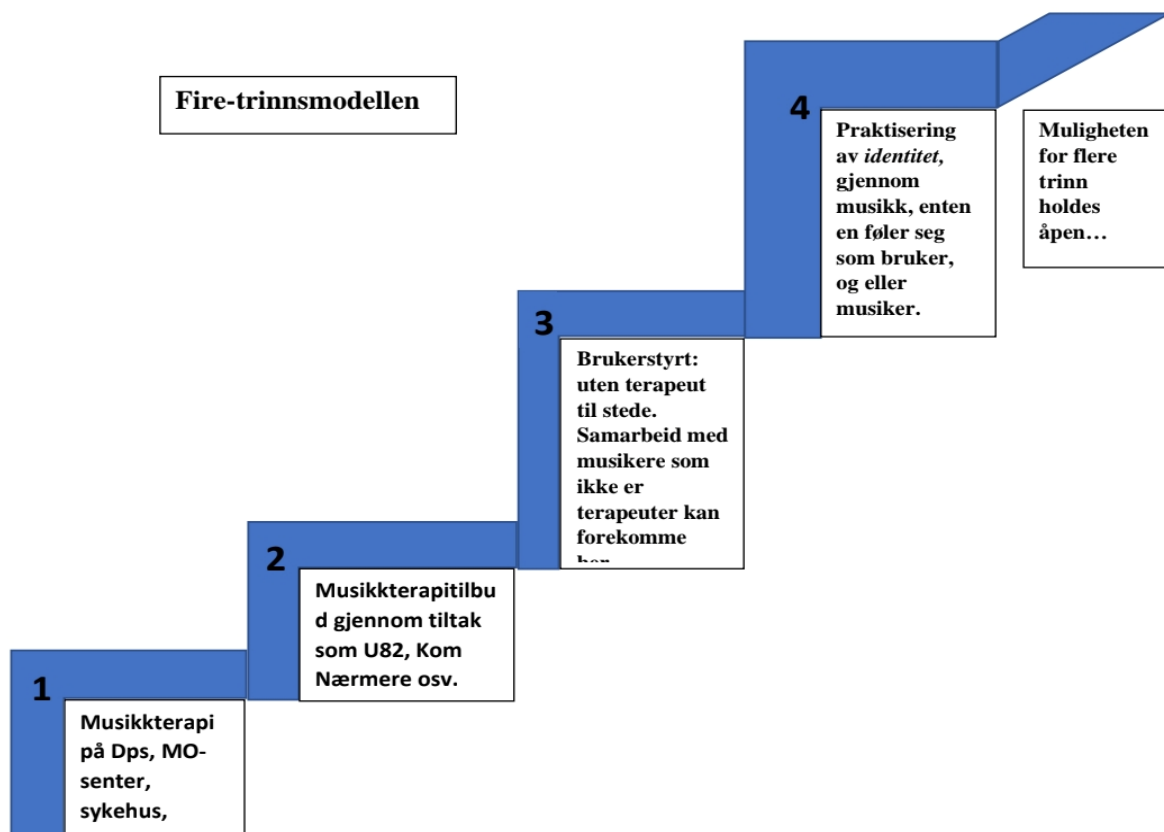 Fire-trinnsmodellen
1
Musikkterapi
på Dps, MO-
senter,
sykehus,
2
Musikkterapitilbu
d gjennom tiltak
som U82, Kom
Nærmere osv.
3
Brukerstyrt:
uten terapeut
til stede.
Samarbeid med
musikere som
ikke er
terapeuter kan
forekomme
4
Praktisering
av identitet,
gjennom
musikk, enten
en føler seg
som bruker,
og eller
musiker.
Muligheten
for flere
trinn
holdes
åpen…